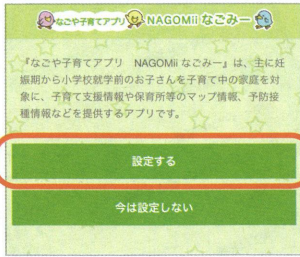 なごや子育てアプリ NAGOMii なごみー
『なごや子育てアプリ　NAGOMii なごみー』は、主に妊
娠期から小学校就学前のお子さんを子育て中の家庭を対
象に、子育て支援情報や保育所等のマップ情報、予防接
種情報などを提供するアプリです。
設定する
今は設定しない